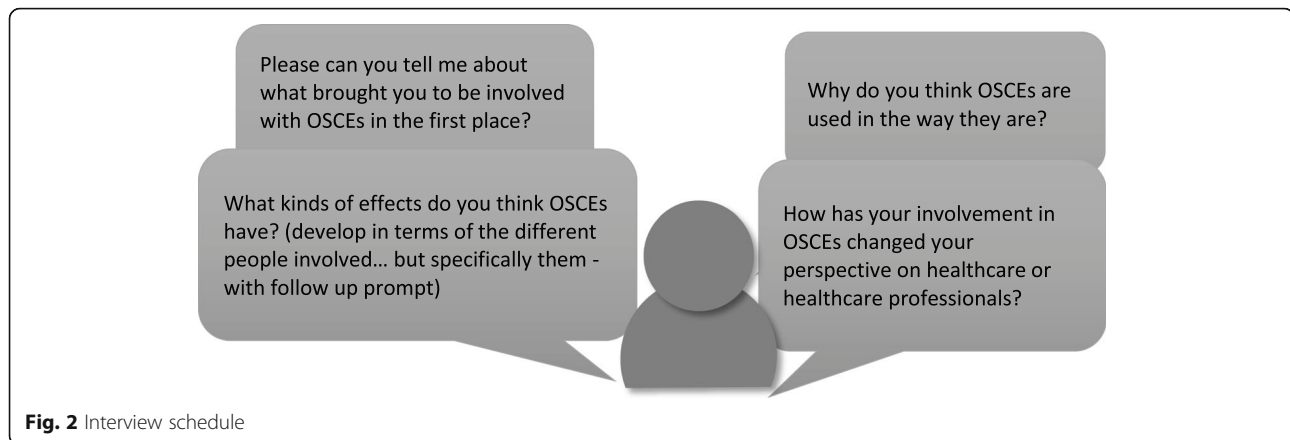 Please can you tell me about
what brought you to be involved
with OSCEs in the first place?
What kinds of effects do you think OSCEs
have? (develop in terms of the different
people involved… but specifically them -
with follow up prompt)
Why do you think OSCEs are
used in the way they are?
How has your involvement in
OSCEs changed your
perspective on healthcare or
healthcare professionals?
Fig. 2 Interview schedule